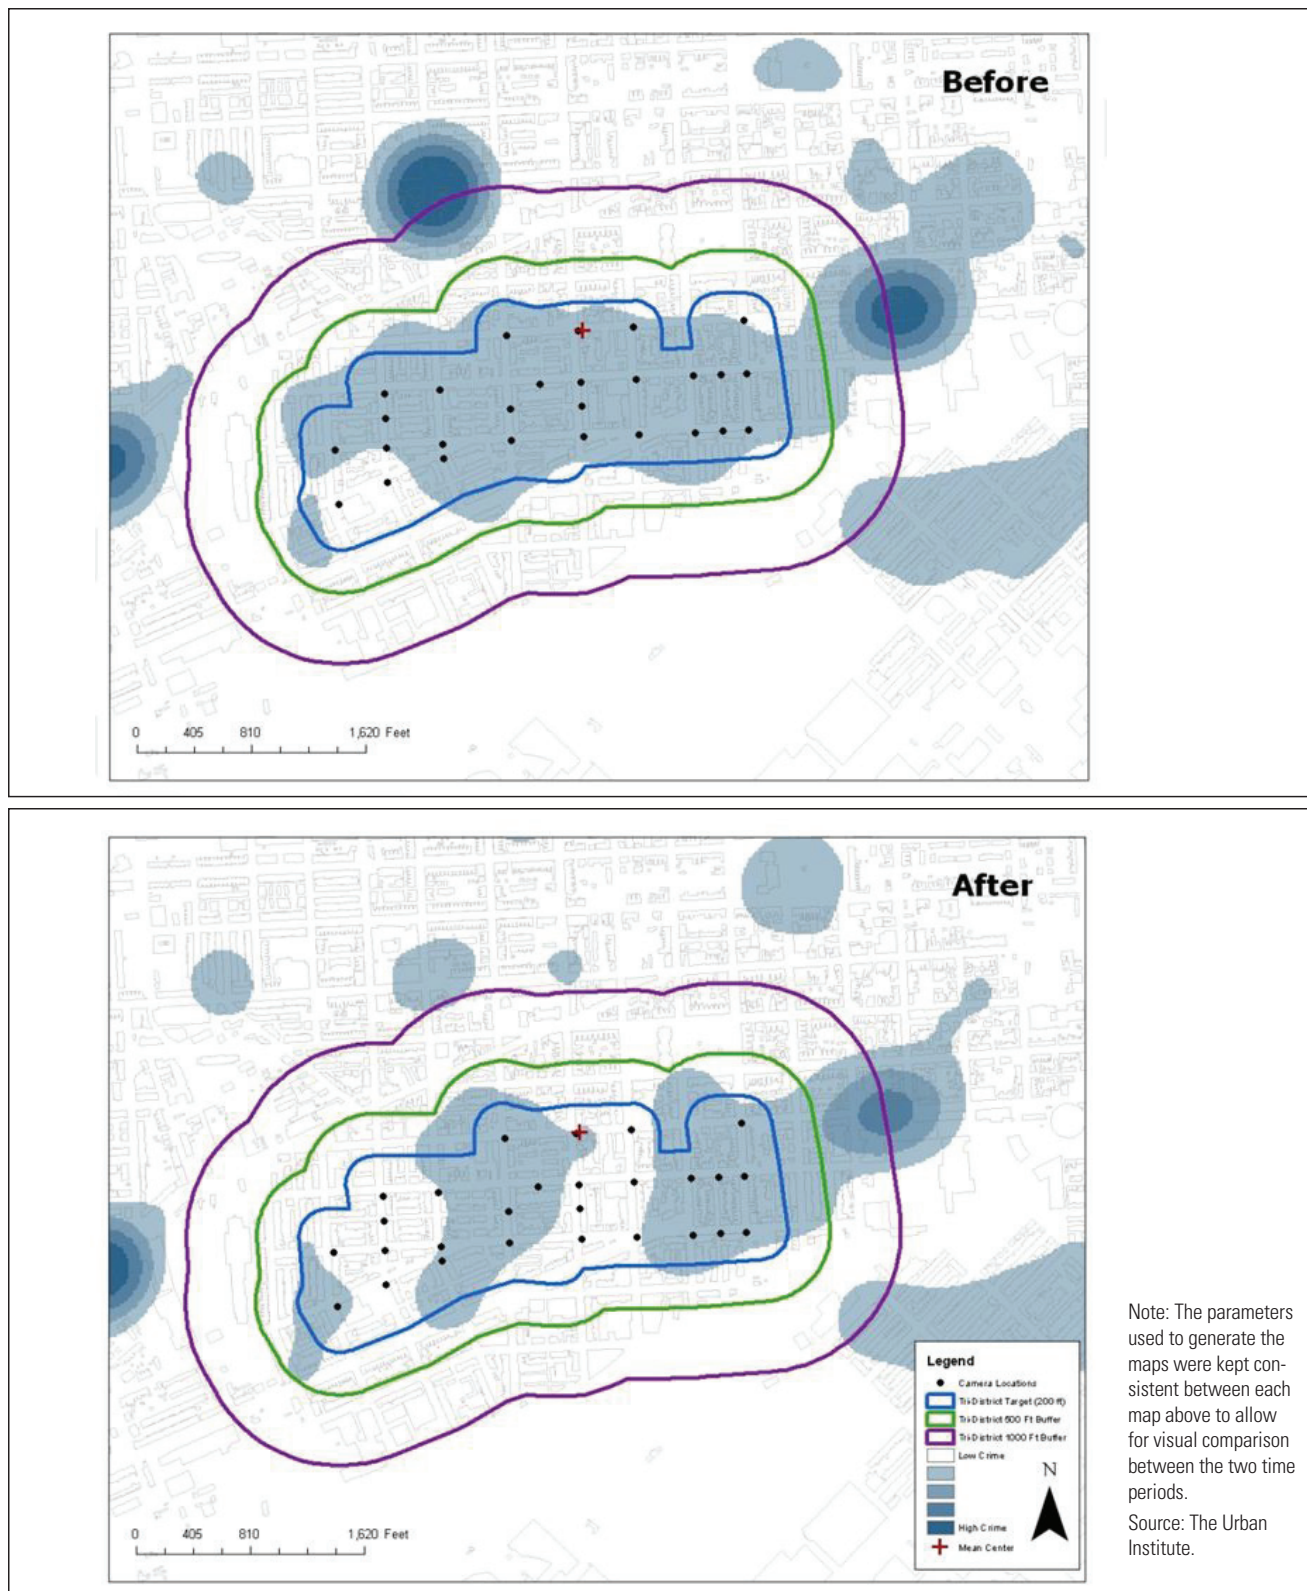 Before
0 405 810 1,620 Feet
After
0 405 810 1,620 Feet
Legend
Camera Locations
Tri-District Target (200 ft)
Tri-District 500 Ft Buffer
Tri-District 1000 Ft Buffer
Low Crime
High Crime
Mean Center
N
Note: The parameters
used to generate the
maps were kept con-
sistent between each
map above to allow
for visual comparison
between the two time
periods.
Source: The Urban
Institute.